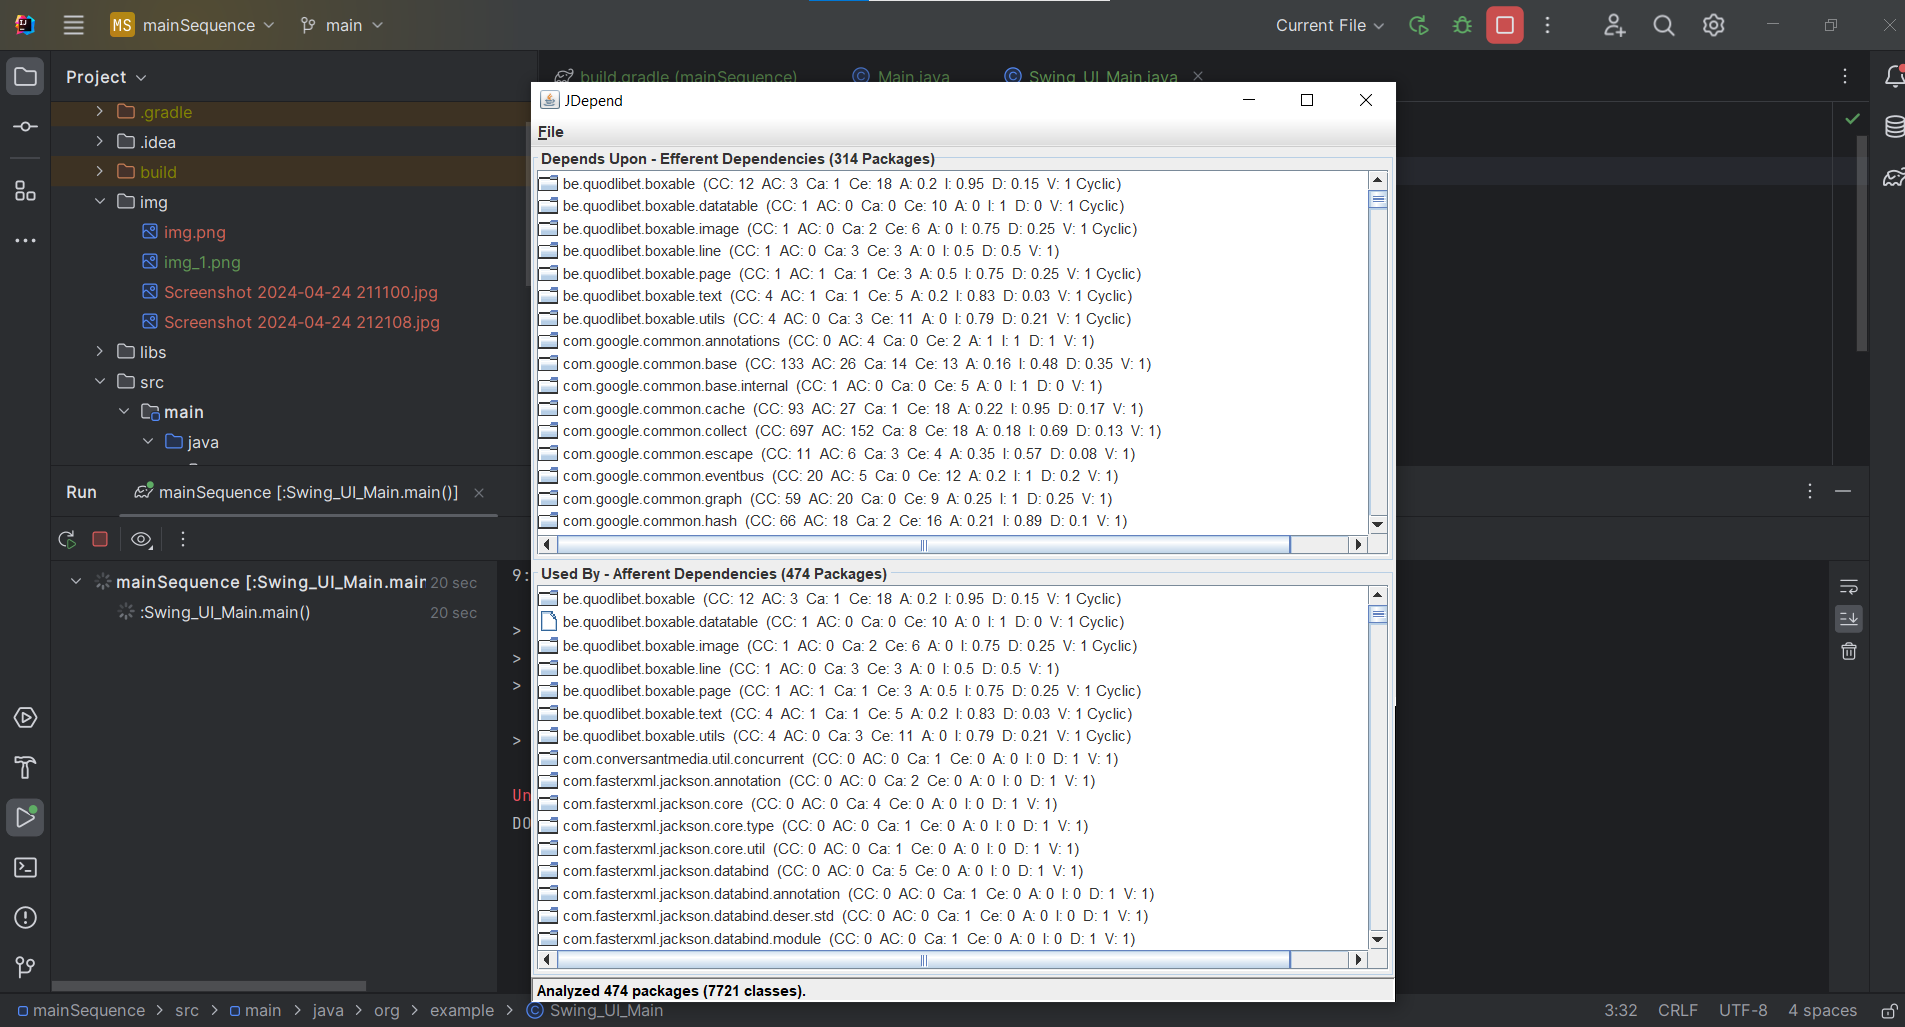 MS mainSequence main Current File
Project
build.gradle (mainSequence) Main.java Swing_UI_Main.java
.gradle
.idea
build
img
img.png
img_1.png
Screenshot 2024-04-24 211100.jpg
Screenshot 2024-04-24 212108.jpg
libs
src
main
java
Run mainSequence [:Swing_UI_Main.main()]
mainSequence [:Swing_UI_Main.mair 20 sec
:Swing_UI_Main.main() 20 sec
9:
>
>
>
>
Un
DO
JDepend
File
Depends Upon - Efferent Dependencies (314 Packages)
be.quodlibet.boxable (CC: 12 AC: 3 Ca: 1 Ce: 18 A: 0.2 I: 0.95 D: 0.15 V: 1 Cyclic)
be.quodlibet.boxable.datatable (CC: 1 AC: 0 Ca: 0 Ce: 10 A: 0 I: 1 D: 0 V: 1 Cyclic)
be.quodlibet.boxable.image (CC: 1 AC: 0 Ca: 2 Ce: 6 A: 0 I: 0.75 D: 0.25 V: 1 Cyclic)
be.quodlibet.boxable.line (CC: 1 AC: 0 Ca: 3 Ce: 3 A: 0 I: 0.5 D: 0.5 V: 1)
be.quodlibet.boxable.page (CC: 1 AC: 1 Ca: 1 Ce: 3 A: 0.5 I: 0.75 D: 0.25 V: 1 Cyclic)
be.quodlibet.boxable.text (CC: 4 AC: 1 Ca: 1 Ce: 5 A: 0.2 I: 0.83 D: 0.03 V: 1 Cyclic)
be.quodlibet.boxable.utils (CC: 4 AC: 0 Ca: 3 Ce: 11 A: 0 I: 0.79 D: 0.21 V: 1 Cyclic)
com.google.common.annotations (CC: 0 AC: 4 Ca: 0 Ce: 2 A: 1 I: 1 D: 1 V: 1)
com.google.common.base (CC: 133 AC: 26 Ca: 14 Ce: 13 A: 0.16 I: 0.48 D: 0.35 V: 1)
com.google.common.base.internal (CC: 1 AC: 0 Ca: 0 Ce: 5 A: 0 I: 1 D: 0 V: 1)
com.google.common.cache (CC: 93 AC: 27 Ca: 1 Ce: 18 A: 0.22 I: 0.95 D: 0.17 V: 1)
com.google.common.collect (CC: 697 AC: 152 Ca: 8 Ce: 18 A: 0.18 I: 0.69 D: 0.13 V: 1)
com.google.common.escape (CC: 11 AC: 6 Ca: 3 Ce: 4 A: 0.35 I: 0.57 D: 0.08 V: 1)
com.google.common.eventbus (CC: 20 AC: 5 Ca: 0 Ce: 12 A: 0.2 I: 1 D: 0.2 V: 1)
com.google.common.graph (CC: 59 AC: 20 Ca: 0 Ce: 9 A: 0.25 I: 1 D: 0.25 V: 1)
com.google.common.hash (CC: 66 AC: 18 Ca: 2 Ce: 16 A: 0.21 I: 0.89 D: 0.1 V: 1)
Used By - Afferent Dependencies (474 Packages)
be.quodlibet.boxable (CC: 12 AC: 3 Ca: 1 Ce: 18 A: 0.2 I: 0.95 D: 0.15 V: 1 Cyclic)
be.quodlibet.boxable.datatable (CC: 1 AC: 0 Ca: 0 Ce: 10 A: 0 I: 1 D: 0 V: 1 Cyclic)
be.quodlibet.boxable.image (CC: 1 AC: 0 Ca: 2 Ce: 6 A: 0 I: 0.75 D: 0.25 V: 1 Cyclic)
be.quodlibet.boxable.line (CC: 1 AC: 0 Ca: 3 Ce: 3 A: 0 I: 0.5 D: 0.5 V: 1)
be.quodlibet.boxable.page (CC: 1 AC: 1 Ca: 1 Ce: 3 A: 0.5 I: 0.75 D: 0.25 V: 1 Cyclic)
be.quodlibet.boxable.text (CC: 4 AC: 1 Ca: 1 Ce: 5 A: 0.2 I: 0.83 D: 0.03 V: 1 Cyclic)
be.quodlibet.boxable.utils (CC: 4 AC: 0 Ca: 3 Ce: 11 A: 0 I: 0.79 D: 0.21 V: 1 Cyclic)
com.conversantmedia.util.concurrent (CC: 0 AC: 0 Ca: 1 Ce: 0 A: 0 I: 0 D: 1 V: 1)
com.fasterxml.jackson.annotation (CC: 0 AC: 0 Ca: 2 Ce: 0 A: 0 I: 0 D: 1 V: 1)
com.fasterxml.jackson.core (CC: 0 AC: 0 Ca: 4 Ce: 0 A: 0 I: 0 D: 1 V: 1)
com.fasterxml.jackson.core.type (CC: 0 AC: 0 Ca: 1 Ce: 0 A: 0 I: 0 D: 1 V: 1)
com.fasterxml.jackson.core.util (CC: 0 AC: 0 Ca: 1 Ce: 0 A: 0 I: 0 D: 1 V: 1)
com.fasterxml.jackson.databind (CC: 0 AC: 0 Ca: 5 Ce: 0 A: 0 I: 0 D: 1 V: 1)
com.fasterxml.jackson.databind.annotation (CC: 0 AC: 0 Ca: 1 Ce: 0 A: 0 I: 0 D: 1 V: 1)
com.fasterxml.jackson.databind.deser.std (CC: 0 AC: 0 Ca: 1 Ce: 0 A: 0 I: 0 D: 1 V: 1)
com.fasterxml.jackson.databind.module (CC: 0 AC: 0 Ca: 1 Ce: 0 A: 0 I: 0 D: 1 V: 1)
Analyzed 474 packages (7721 classes).
mainSequence > src > main > java > org > example > Swing_UI_Main 3:32 CRLF UTF-8 4 spaces